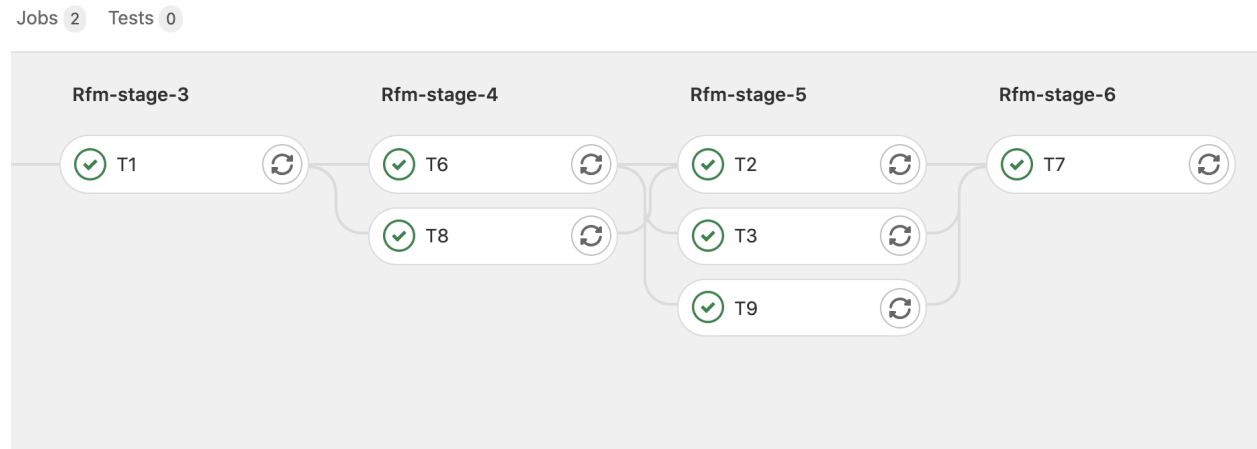 Jobs 2 Tests 0
Rfm-stage-3 Rfm-stage-4 Rfm-stage-5 Rfm-stage-6
T1 T6 T2 T7
T8 T3
T9